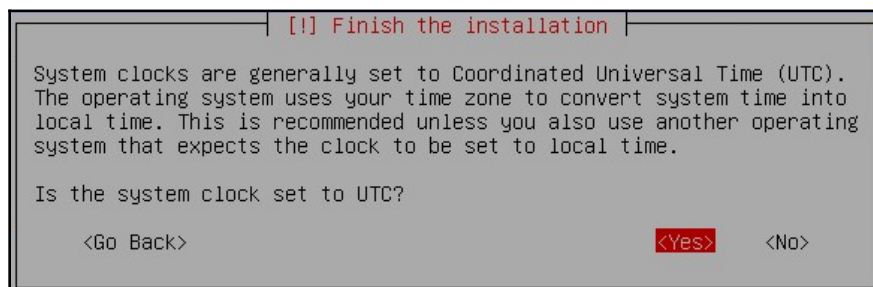 [!] Finish the installation
System clocks are generally set to Coordinated Universal Time (UTC).
The operating system uses your time zone to convert system time into
local time. This is recommended unless you also use another operating
system that expects the clock to be set to local time.
Is the system clock set to UTC?
<Go Back> <Yes> <No>